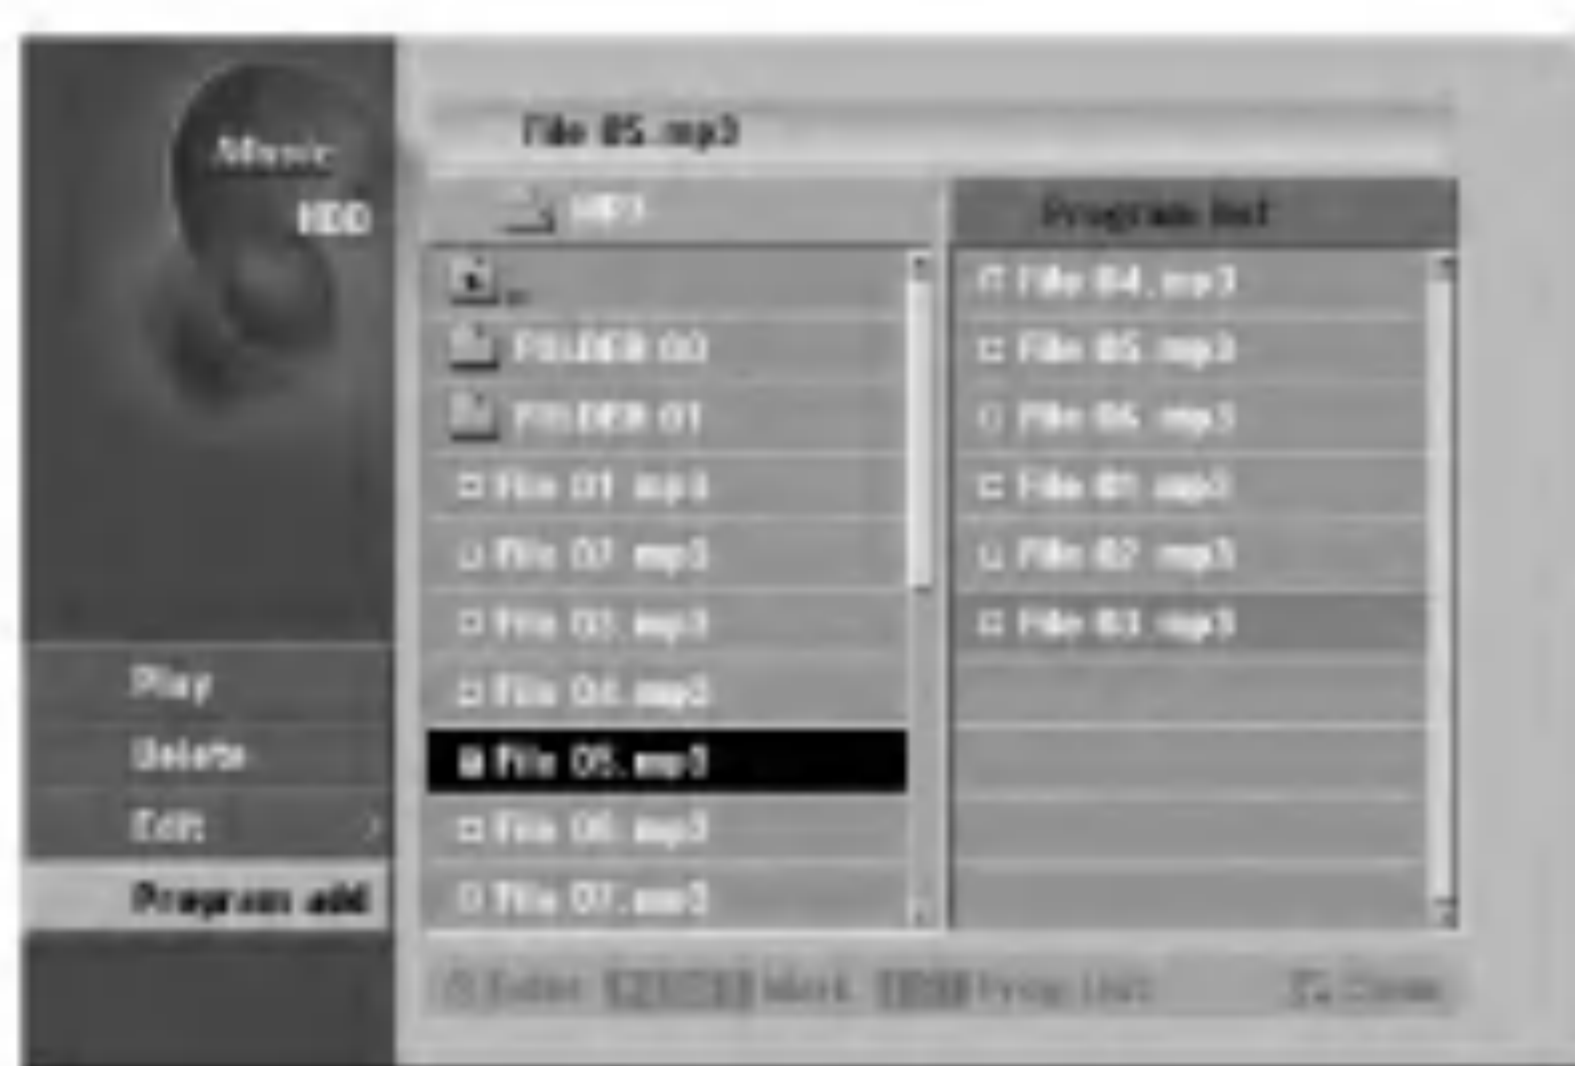 Music
HDD
Play
Delete
Edit
Program add
File 05.mp3
MP3
..
FOLDER 00
FOLDER 01
File 01.mp3
File 02.mp3
File 03.mp3
File 04.mp3
File 05.mp3
File 06.mp3
File 07.mp3
Program list
File 04.mp3
File 05.mp3
File 06.mp3
File 01.mp3
File 02.mp3
File 03.mp3
Enter
Mark
Prog.List
Close